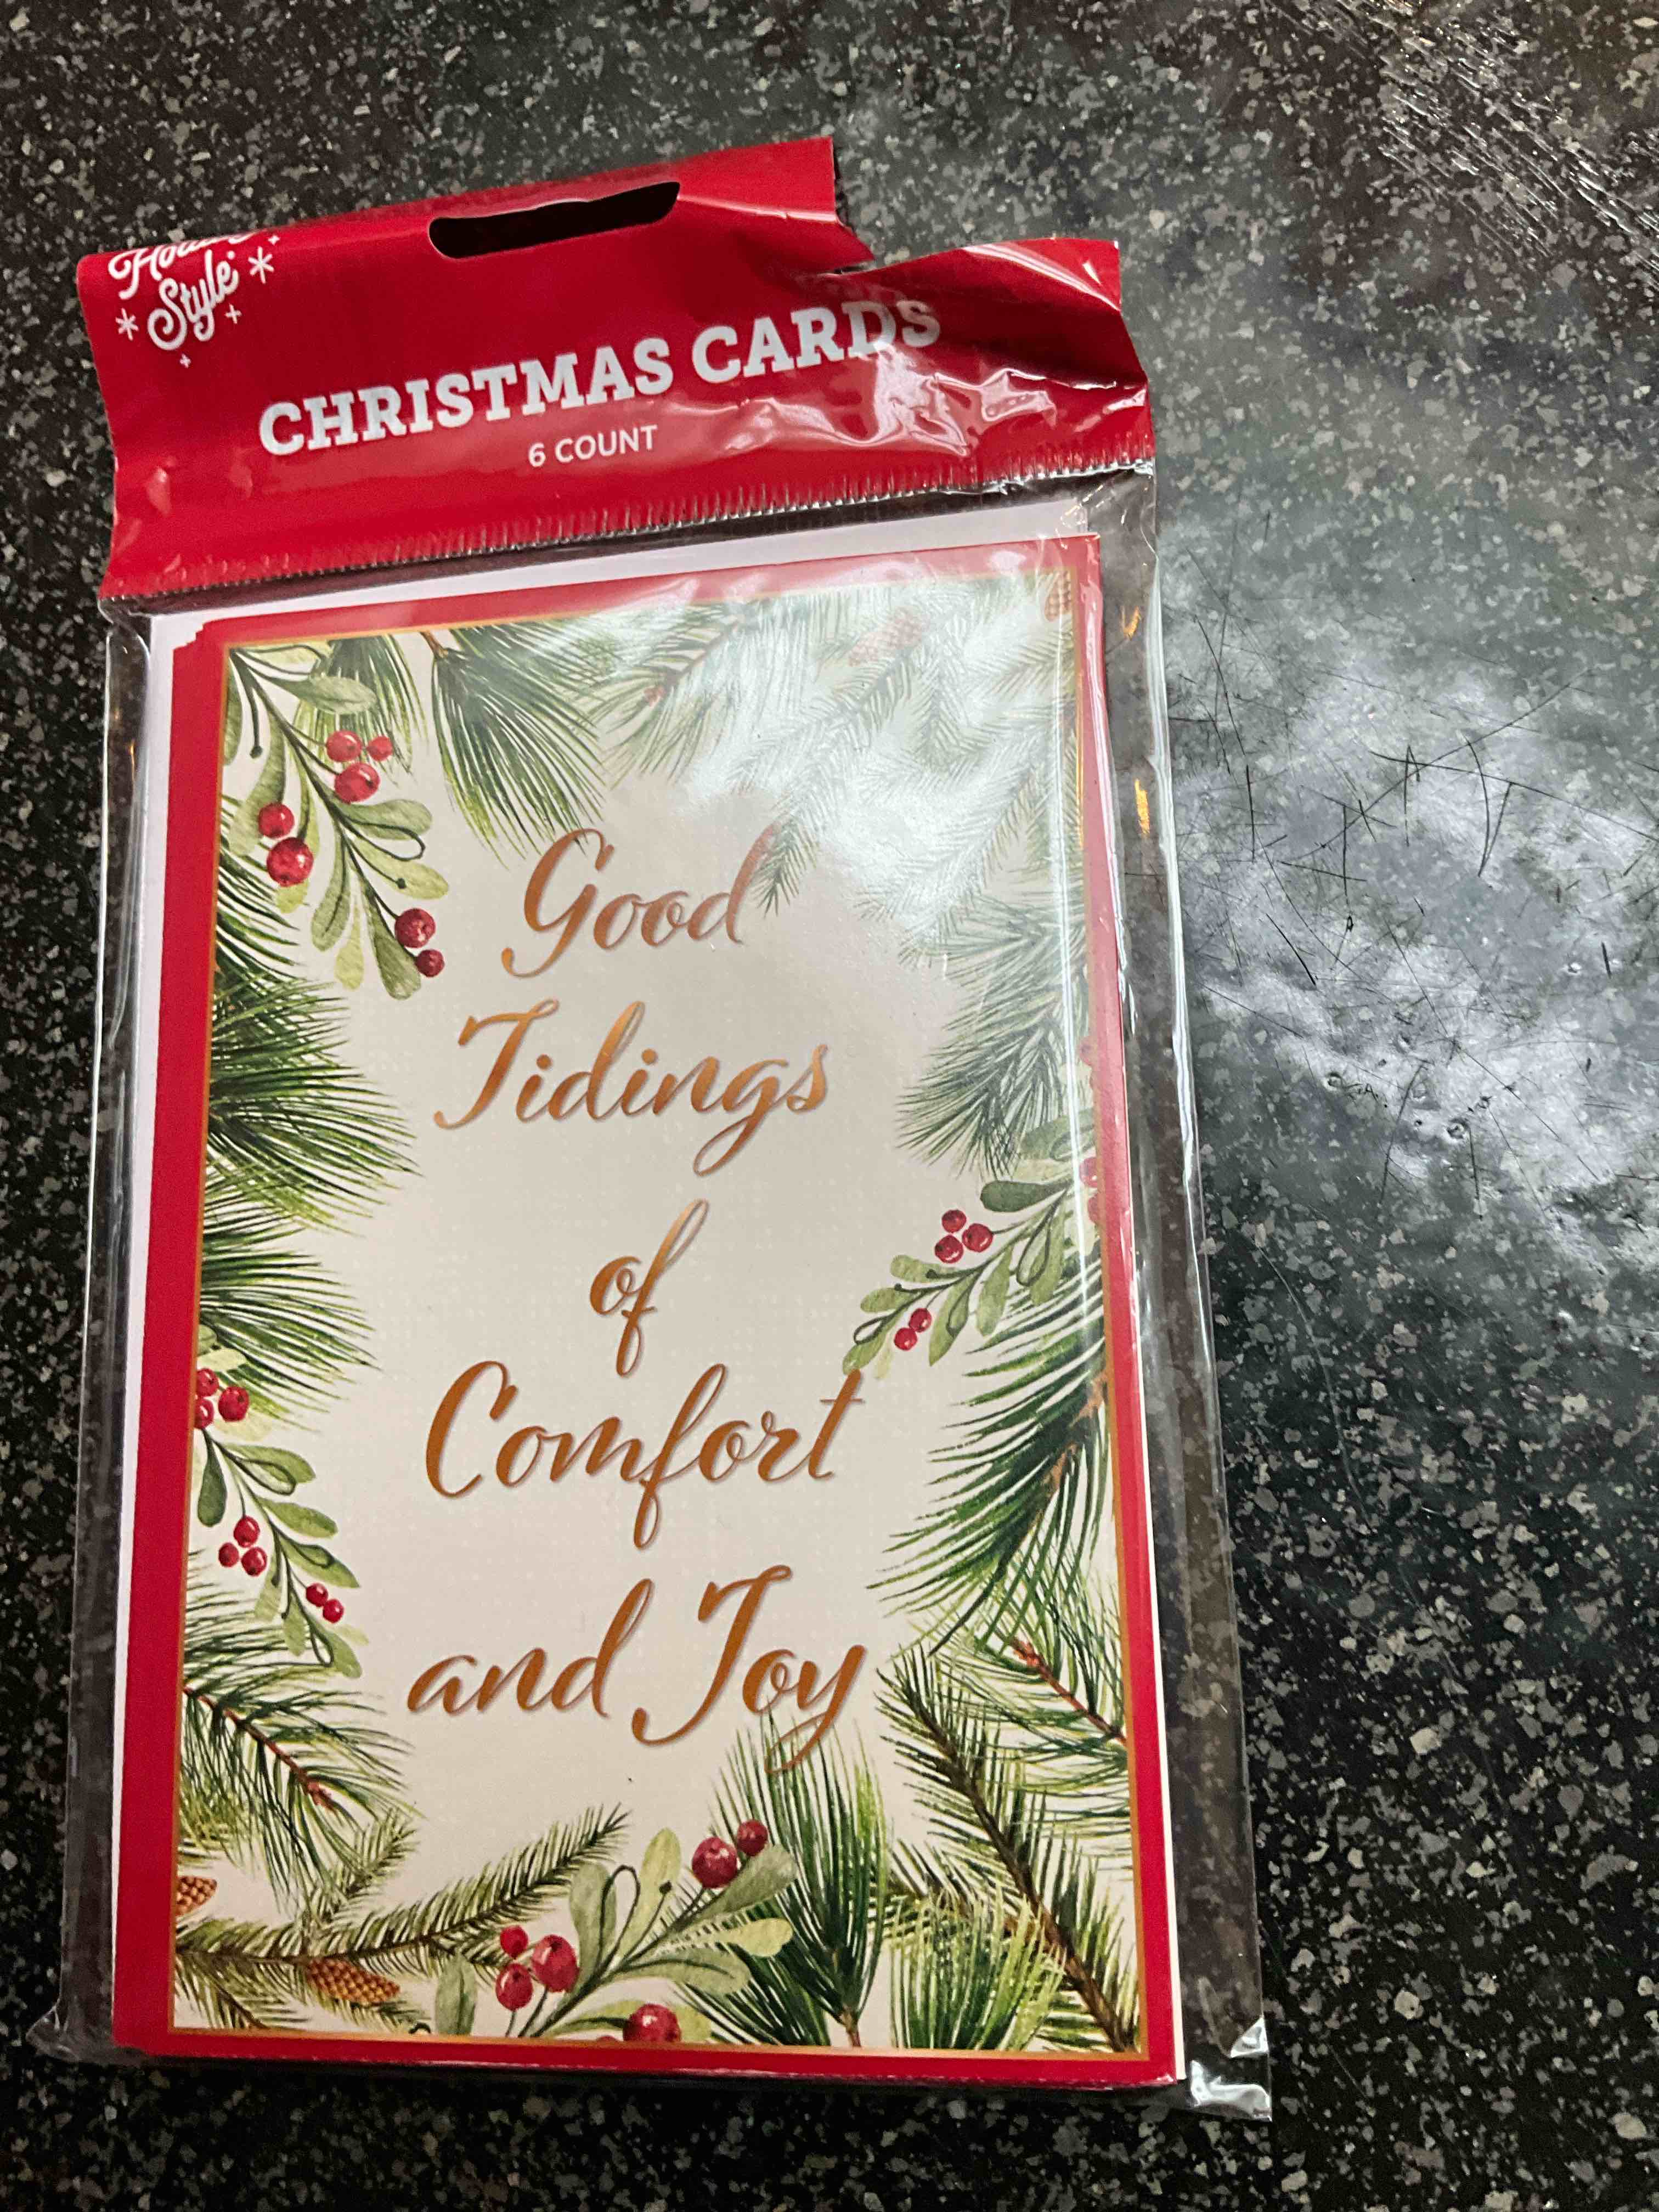 Style
CHRISTMAS CARDS
6 COUNT
Good
Tidings
of
Comfort
and Joy